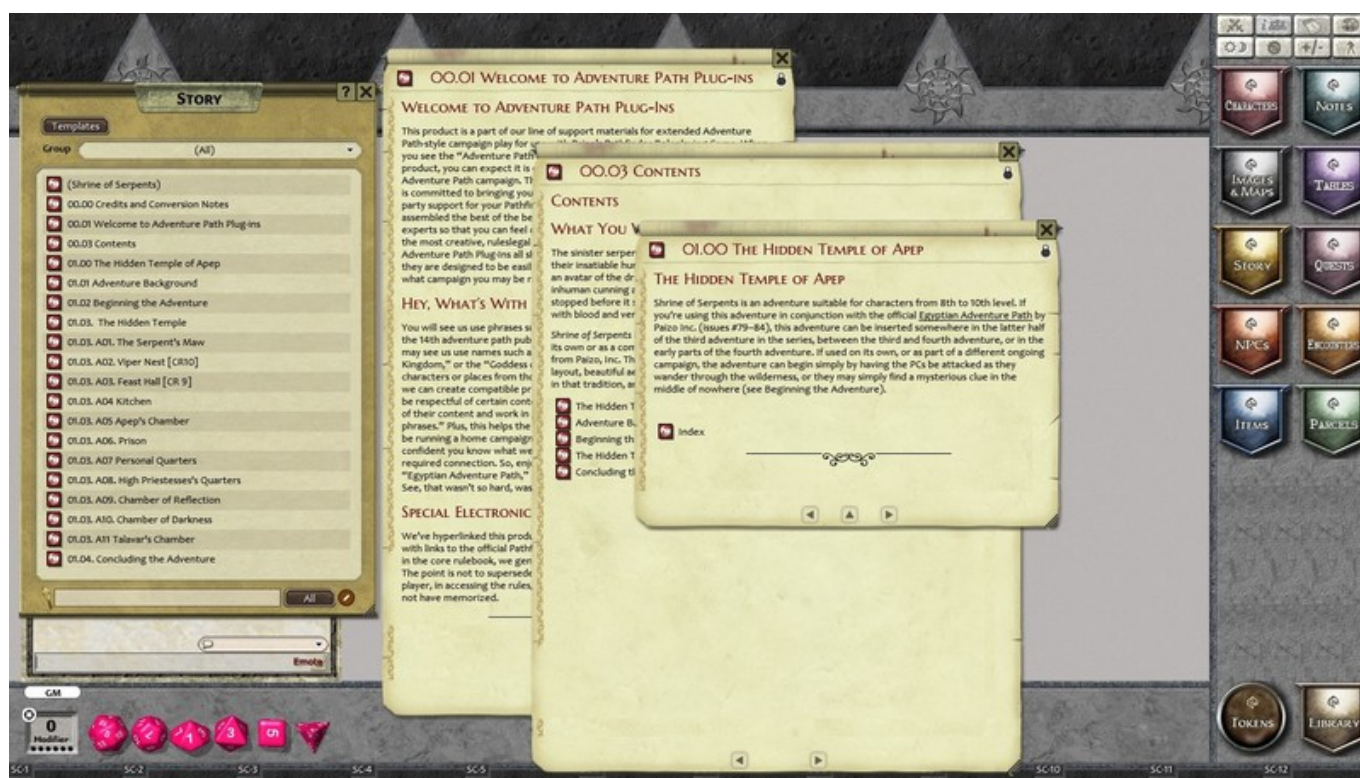 STORY
? X
Templates
Group
(All)
(Shrine of Serpents)
00.00 Credits and Conversion Notes
00.01 Welcome to Adventure Path Plug-ins
00.03 Contents
01.00 The Hidden Temple of Apep
01.01 Adventure Background
01.02 Beginning the Adventure
01.03. The Hidden Temple
01.03. A01. The Serpent's Maw
01.03. A02. Viper Nest [CR10]
01.03. A03. Feast Hall [CR 9]
01.03. A04 Kitchen
01.03. A05 Apep's Chamber
01.03. A06. Prison
01.03. A07 Personal Quarters
01.03. A08. High Priestesses's Quarters
01.03. A09. Chamber of Reflection
01.03. A10. Chamber of Darkness
01.03. A11 Talavar's Chamber
01.04. Concluding the Adventure
All
Emote
GM
0
Modifier
00.01 WELCOME TO ADVENTURE PATH PLUG-INS
WELCOME TO ADVENTURE PATH PLUG-INS
This product is a part of our line of support materials for extended Adventure
Path-style campaign play for
you see the "Adventure Path
product, you can expect it is
Adventure Path campaign.
is committed to bringing you
party support for your
assembled the best of the be
experts so that you can feel
the most creative, ruleslegal
Adventure Path Plug-Ins all
they are designed to be
what campaign you may be
HEY, WHAT'S WITH
You will see us use phrases
the 14th adventure path
may see us use names such
Kingdom," or the "Goddess
characters or places from
we can create compatible
be respectful of certain
of their content and work in
phrases." Plus, this helps the
be running a home campaign
confident you know what we
required connection. So,
"Egyptian Adventure Path,"
See, that wasn't so hard, was
SPECIAL ELECTRONIC
We've hyperlinked this
with links to the official
in the core rulebook, we
The point is not to supersede
player, in accessing the rules,
not have memorized.
00.03 CONTENTS
CONTENTS
WHAT YOU
The sinister
their insatiable
an avatar of the
inhuman cunning
stopped before it
with blood and
Shrine of Serpents
its own or as a
from Paizo, Inc.
layout, beautiful
in that tradition,
The Hidden
Adventure
Beginning
The Hidden
Concluding
01.00 THE HIDDEN TEMPLE OF APEP
THE HIDDEN TEMPLE OF APEP
Shrine of Serpents is an adventure suitable for characters from 8th to 10th level. If
you're using this adventure in conjunction with the official Egyptian Adventure Path by
Paizo Inc. (issues #79–84), this adventure can be inserted somewhere in the latter half
of the third adventure in the series, between the third and fourth adventure, or in the
early parts of the fourth adventure. If used on its own, or as part of a different ongoing
campaign, the adventure can begin simply by having the PCs be attacked as they
wander through the wilderness, or they may simply find a mysterious clue in the
middle of nowhere (see Beginning the Adventure).
Index
+/-
CHARACTERS
NOTES
IMAGES
& MAPS
TABLES
STORY
QUESTS
NPCS
ENCOUNTERS
ITEMS
PARCELS
TOKENS
LIBRARY
SC-1
SC-2
SC-3
SC-4
SC-5
SC-10
SC-11
SC-12